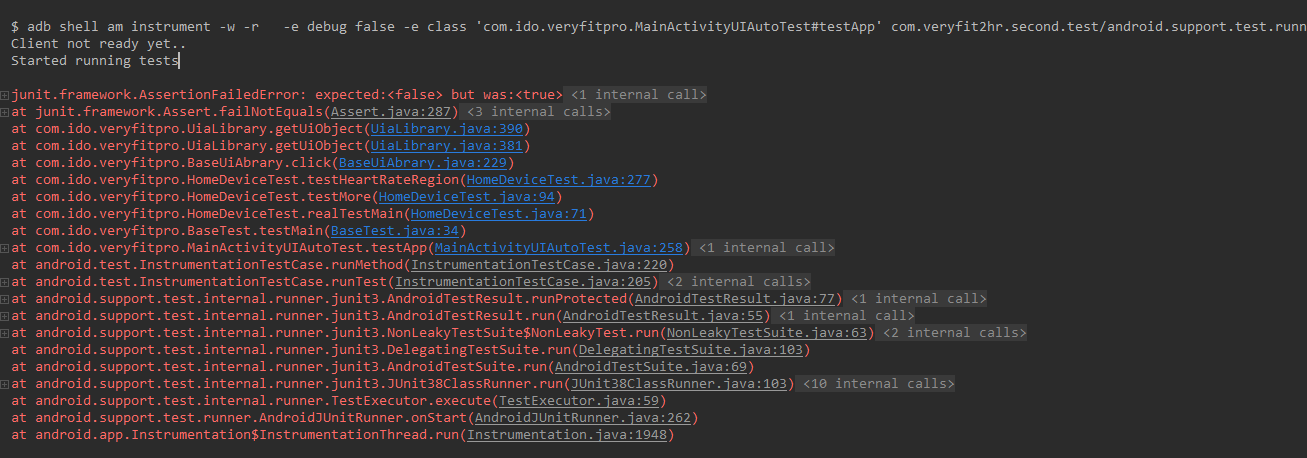 $ adb shell am instrument -w -r   -e debug false -e class 'com.ido.veryfitpro.MainActivityUIAutoTest#testApp' com.veryfit2hr.second.test/android.support.test.runn
Client not ready yet..
Started running tests
junit.framework.AssertionFailedError: expected:<false> but was:<true> <1 internal call>
at junit.framework.Assert.failNotEquals(Assert.java:287) <3 internal calls>
at com.ido.veryfitpro.UiaLibrary.getUiObject(UiaLibrary.java:390)
at com.ido.veryfitpro.UiaLibrary.getUiObject(UiaLibrary.java:381)
at com.ido.veryfitpro.BaseUiAbrary.click(BaseUiAbrary.java:229)
at com.ido.veryfitpro.HomeDeviceTest.testHeartRateRegion(HomeDeviceTest.java:277)
at com.ido.veryfitpro.HomeDeviceTest.testMore(HomeDeviceTest.java:94)
at com.ido.veryfitpro.HomeDeviceTest.realTestMain(HomeDeviceTest.java:71)
at com.ido.veryfitpro.BaseTest.testMain(BaseTest.java:34)
at com.ido.veryfitpro.MainActivityUIAutoTest.testApp(MainActivityUIAutoTest.java:258) <1 internal call>
at android.test.InstrumentationTestCase.runMethod(InstrumentationTestCase.java:220)
at android.test.InstrumentationTestCase.runTest(InstrumentationTestCase.java:205) <2 internal calls>
at android.support.test.internal.runner.junit3.AndroidTestResult.runProtected(AndroidTestResult.java:77) <1 internal call>
at android.support.test.internal.runner.junit3.AndroidTestResult.run(AndroidTestResult.java:55) <1 internal call>
at android.support.test.internal.runner.junit3.NonLeakyTestSuite$NonLeakyTest.run(NonLeakyTestSuite.java:63) <2 internal calls>
at android.support.test.internal.runner.junit3.DelegatingTestSuite.run(DelegatingTestSuite.java:103)
at android.support.test.internal.runner.junit3.AndroidTestSuite.run(AndroidTestSuite.java:69)
at android.support.test.internal.runner.junit3.JUnit38ClassRunner.run(JUnit38ClassRunner.java:103) <10 internal calls>
at android.support.test.internal.runner.TestExecutor.execute(TestExecutor.java:59)
at android.support.test.runner.AndroidJUnitRunner.onStart(AndroidJUnitRunner.java:262)
at android.app.Instrumentation$InstrumentationThread.run(Instrumentation.java:1948)